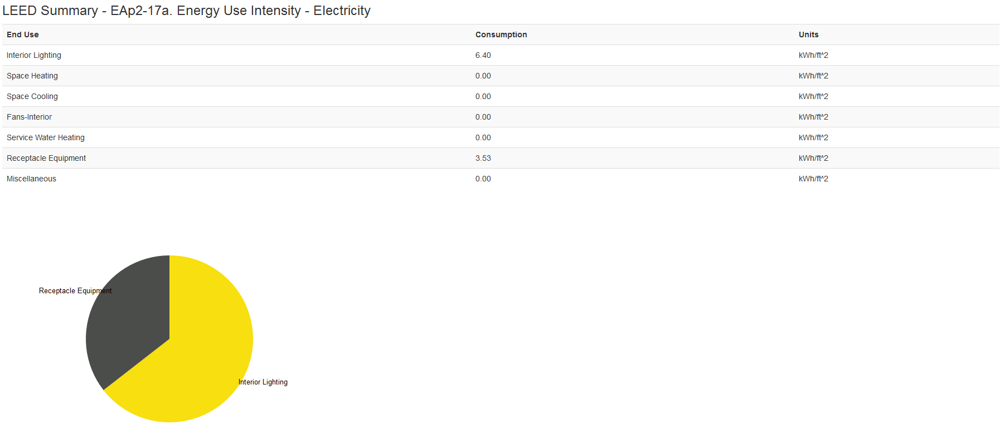 LEED Summary - EAp2-17a. Energy Use Intensity - Electricity
End Use Consumption Units
Interior Lighting 6.40 kWh/ft^2
Space Heating 0.00 kWh/ft^2
Space Cooling 0.00 kWh/ft^2
Fans-Interior 0.00 kWh/ft^2
Service Water Heating 0.00 kWh/ft^2
Receptacle Equipment 3.53 kWh/ft^2
Miscellaneous 0.00 kWh/ft^2
Receptacle Equipment
Interior Lighting